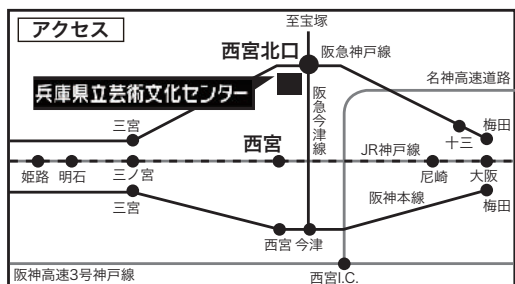 アクセス
至宝塚
西宮北口
阪急神戸線
兵庫県立芸術文化センター
名神高速道路
阪急今津線
三宮
西宮
JR神戸線
十三
梅田
姫路
明石
三ノ宮
尼崎
大阪
三宮
阪神本線
梅田
西宮
今津
阪神高速3号神戸線
西宮I.C.